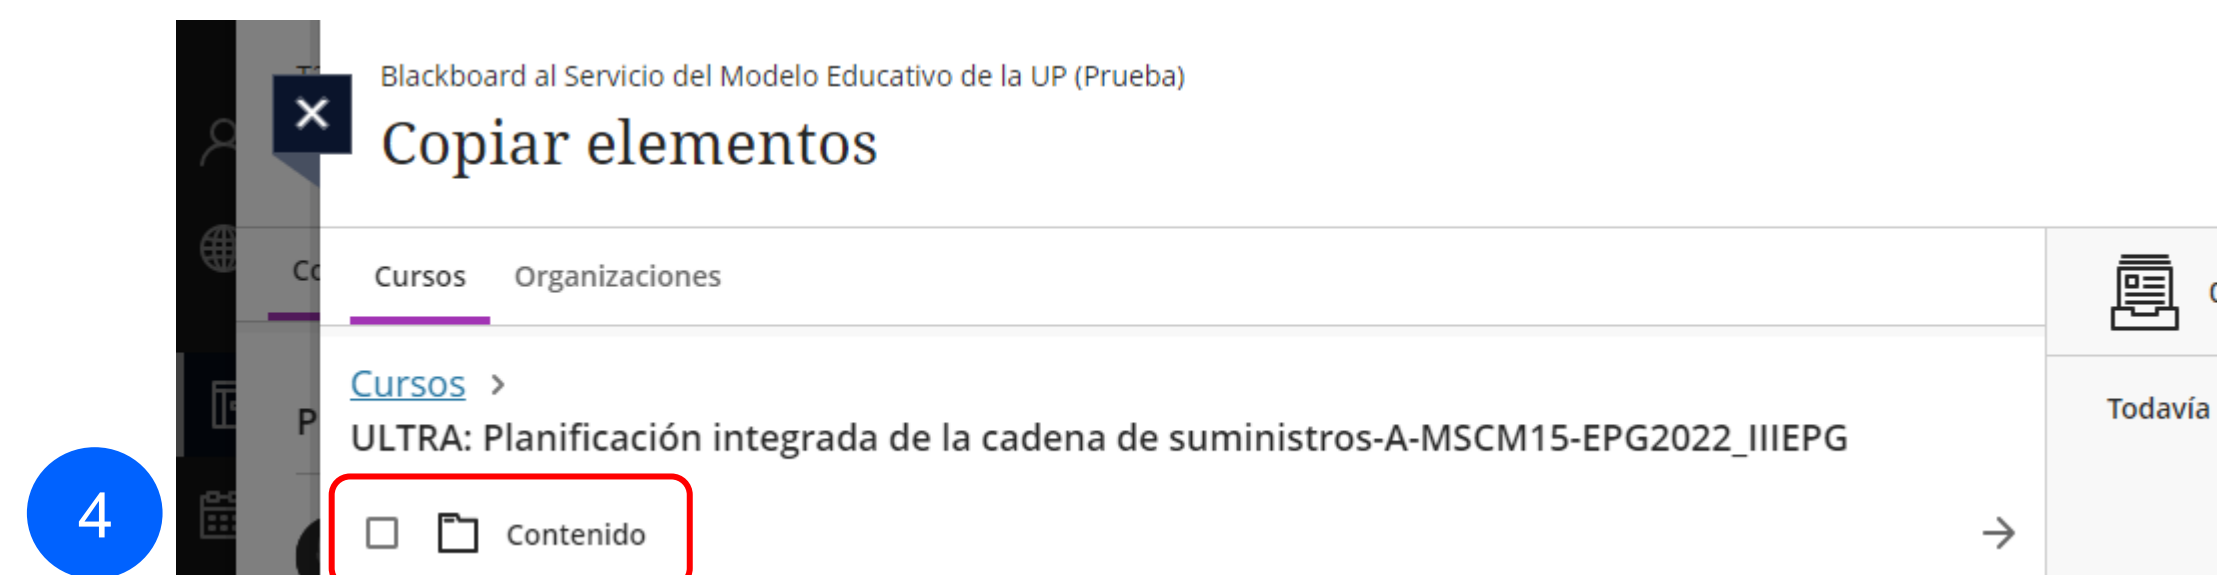 Blackboard al Servicio del Modelo Educativo de la UP (Prueba)
Copiar elementos
Cursos Organizaciones
Cursos >
Todavía
P
ULTRA: Planificación integrada de la cadena de suministros-A-MSCM15-EPG2022_IIIEPG
4
Contenido